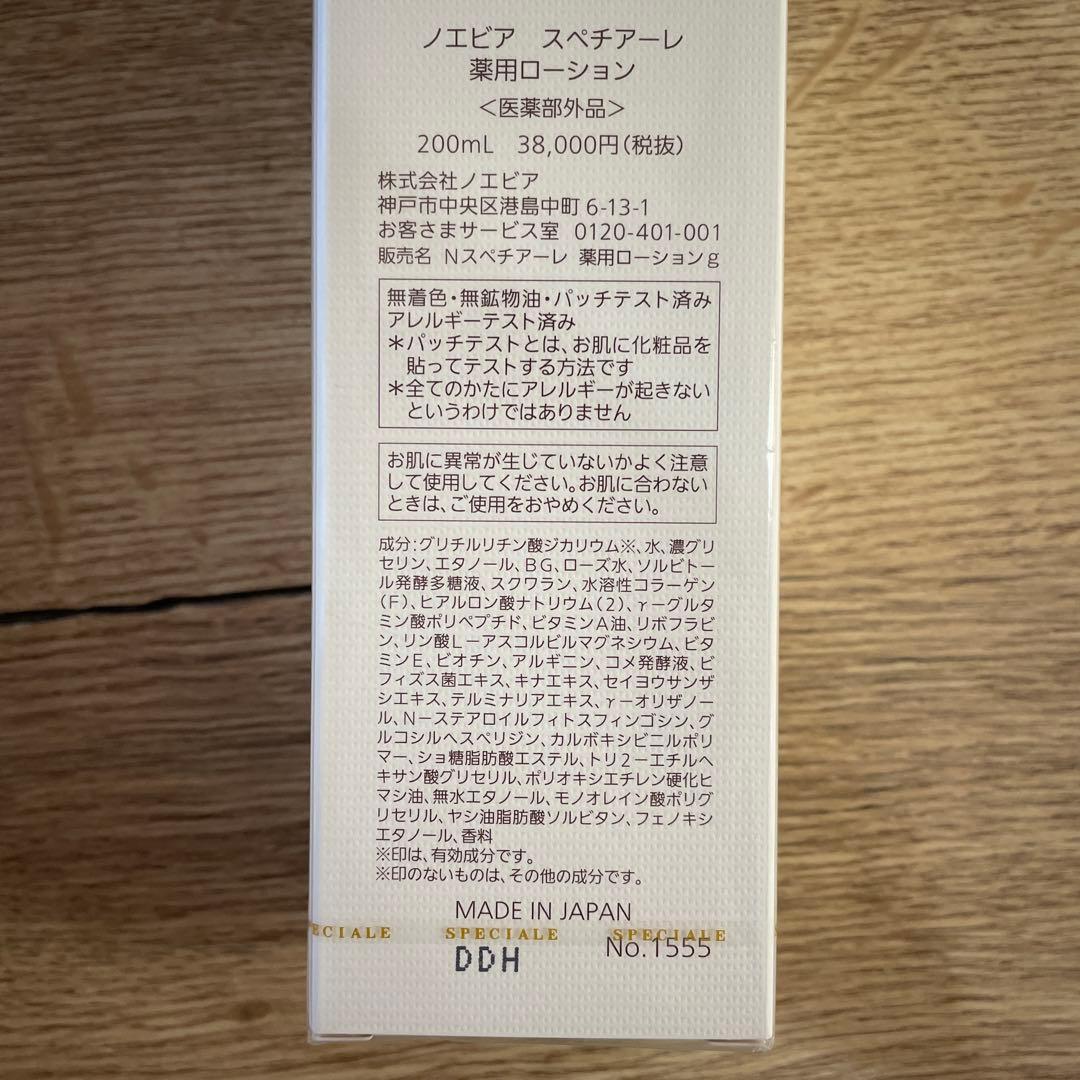 ノエビア　スペチアーレ
薬用ローション
＜医薬部外品＞
200mL　38,000円（税抜）
株式会社ノエビア
神戸市中央区港島中町 6-13-1
お客さまサービス室 0120-401-001
販売名 Nスペチアーレ 薬用ローションg
無着色・無鉱物油・パッチテスト済み
アレルギーテスト済み
＊パッチテストとは、お肌に化粧品を
貼ってテストする方法です
＊全てのかたにアレルギーが起きない
というわけではありません
お肌に異常が生じていないかよく注意
して使用してください。お肌に合わない
ときは、ご使用をおやめください。
成分：グリチルリチン酸ジカリウム※、水、濃グリ
セリン、エタノール、BG、ローズ水、ソルビトー
ル発酵多糖液、スクワラン、水溶性コラーゲン
（F）、ヒアルロン酸ナトリウム（2）、γーグルタ
ミン酸ポリペプチド、ビタミンA油、リボフラビ
ン、リン酸LーアスコルビルマグネシウムÂ、ビタ
ミンE、ビオチン、アルギニン、コメ発酵液、ビ
フィズス菌エキス、キナエキス、セイヨウサンザ
シエキス、テルミナリアエキス、γーオリザノー
ル、Nーステアロイルフィトスフィンゴシン、グ
ルコシルヘスペリジン、カルボキシビニルポリ
マー、ショ糖脂肪酸エステル、トリ2ーエチルヘ
キサン酸グリセリル、ポリオキシエチレン硬化ヒ
マシ油、無水エタノール、モノオレイン酸ポリグ
リセリル、ヤシ油脂肪酸ソルビタン、フェノキシ
エタノール、香料
※印は、有効成分です。
※印のないものは、その他の成分です。
MADE IN JAPAN
ECIALE SPECIALE SPECIALE
DDH No.1555